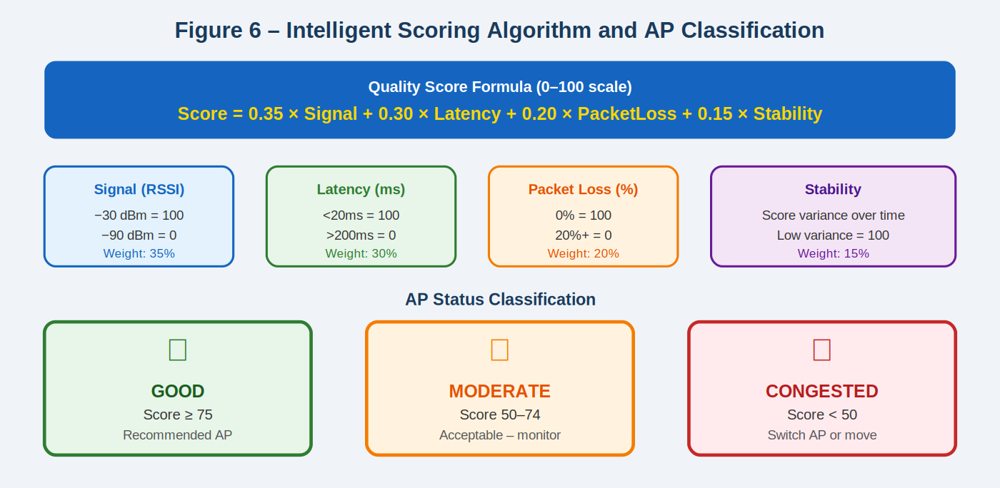 Figure 6 – Intelligent Scoring Algorithm and AP Classification
Quality Score Formula (0–100 scale)
Score = 0.35 × Signal + 0.30 × Latency + 0.20 × PacketLoss + 0.15 × Stability
Signal (RSSI)
−30 dBm = 100
−90 dBm = 0
Weight: 35%
Latency (ms)
<20ms = 100
>200ms = 0
Weight: 30%
Packet Loss (%)
0% = 100
20%+ = 0
Weight: 20%
Stability
Score variance over time
Low variance = 100
Weight: 15%
AP Status Classification
GOOD
Score ≥ 75
Recommended AP
MODERATE
Score 50–74
Acceptable – monitor
CONGESTED
Score < 50
Switch AP or move